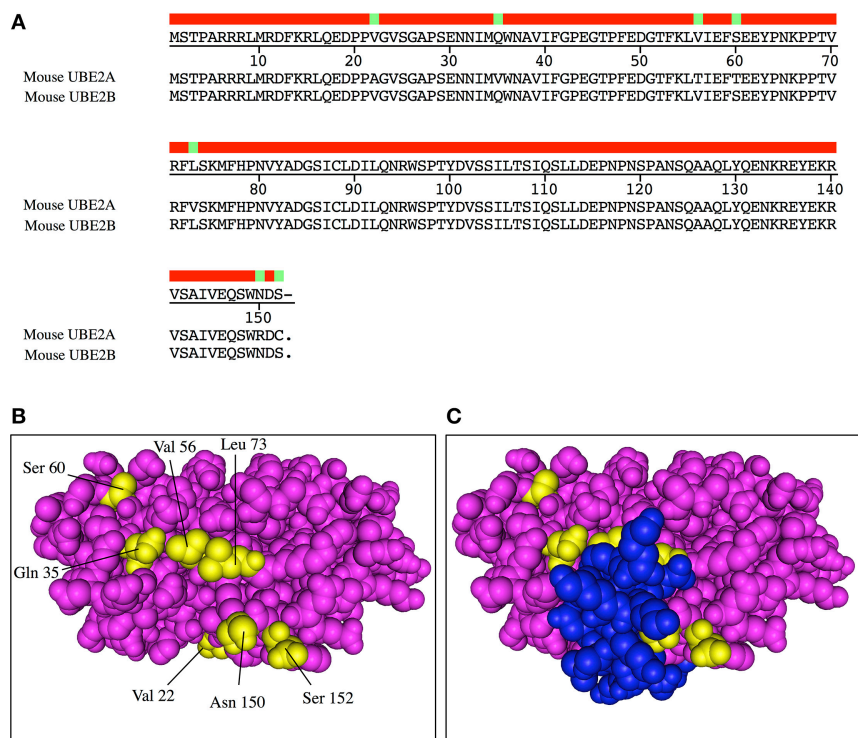 A
MSTPARRRLMRDFKRLQEDPPVGVSGAPSENNIMQWNAVIFGPEGTPFEDGTFKLVIEFSEEYPNKPPTV
10 20 30 40 50 60 70
Mouse UBE2A MSTPARRRLMRDFKRLQEDPPAGVSGAPSENNIMVWNAVIFGPEGTPFEDGTFKLTIEFTEEYPNKPPTV
Mouse UBE2B MSTPARRRLMRDFKRLQEDPPVGVSGAPSENNIMQWNAVIFGPEGTPFEDGTFKLVIEFSEEYPNKPPTV
RFLSKMFHPNVYADGSICLDILQNRWSPTYDVSSILTSIQSLLDEPNPNSPANSQAAQLYQENKREYEKR
80 90 100 110 120 130 140
Mouse UBE2A RFVSKMFHPNVYADGSICLDILQNRWSPTYDVSSILTSIQSLLDEPNPNSPANSQAAQLYQENKREYEKR
Mouse UBE2B RFLSKMFHPNVYADGSICLDILQNRWSPTYDVSSILTSIQSLLDEPNPNSPANSQAAQLYQENKREYEKR
VSAIVEQSWNDS-
150
Mouse UBE2A VSAIVEQSWRDC.
Mouse UBE2B VSAIVEQSWNDS.
B
Ser 60
Val 56
Leu 73
Gln 35
Val 22
Asn 150
Ser 152
C